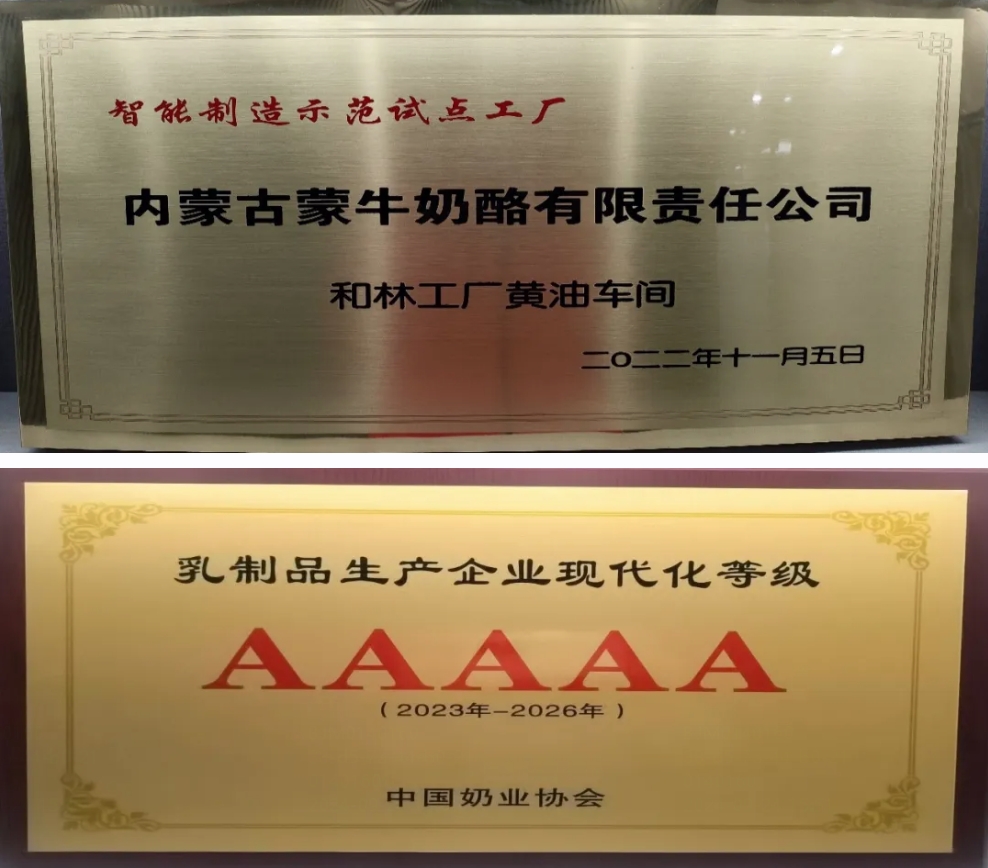 智能制造示范试点工厂
内蒙古蒙牛奶酪有限责任公司
和林工厂黄油车间
二〇二二年十一月五日
乳制品生产企业现代化等级
AAAAA
（2023年-2026年）
中国奶业协会